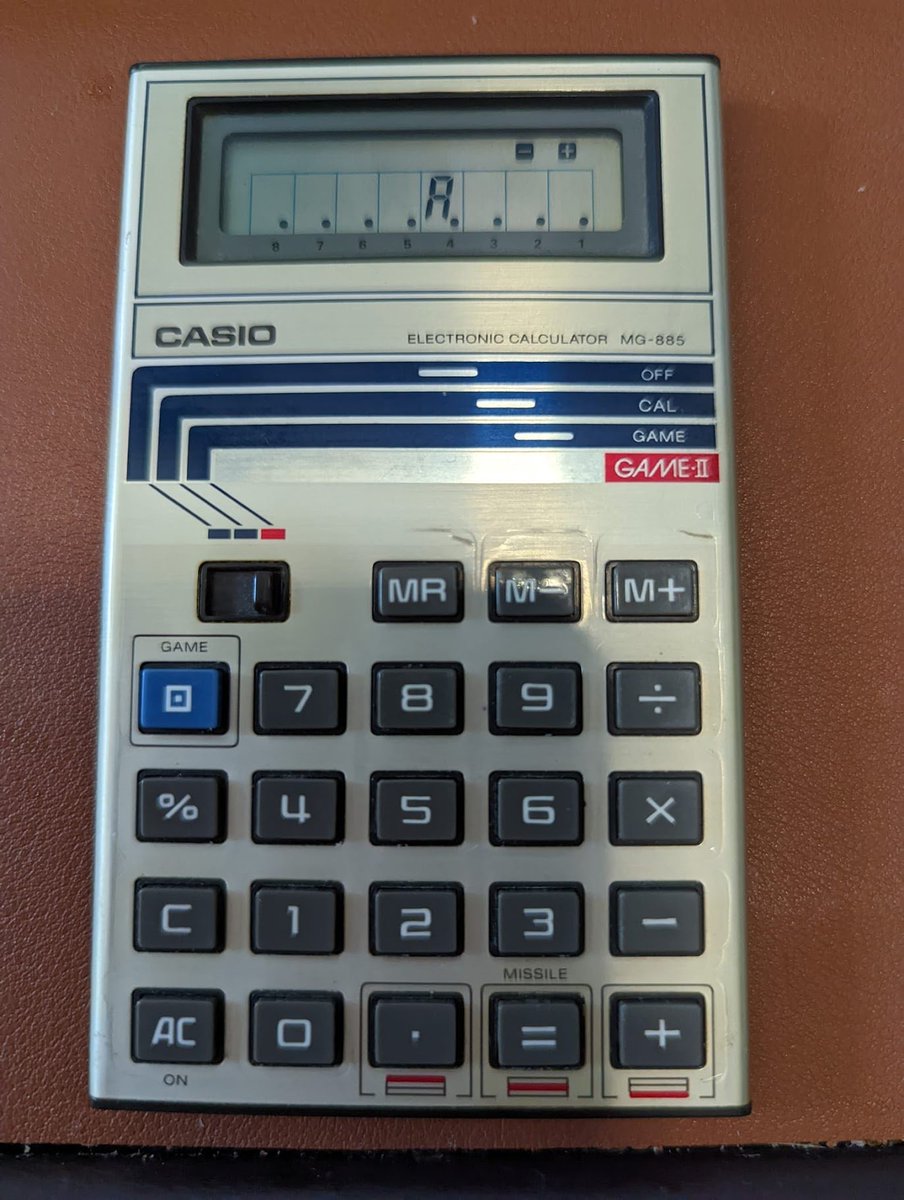 − +
A
8 7 6 5 4 3 2 1
CASIO ELECTRONIC CALCULATOR MG-885
OFF
CAL
GAME
GAME-II
MR M− M+
GAME
7 8 9 ÷
% 4 5 6 ×
C 1 2 3 −
MISSILE
AC 0 . = +
ON